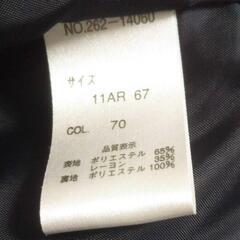 NO.262-14060
サイズ
11AR 67
COL. 70
品質表示
表地 ポリエステル 65%
レーヨン 35%
裏地 ポリエステル 100%